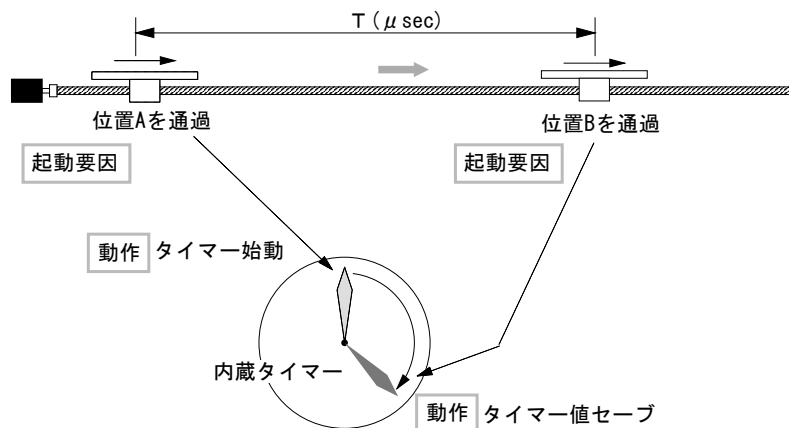 T(μsec)
位置Aを通過
位置Bを通過
起動要因
起動要因
動作 タイマー始動
内蔵タイマー
動作 タイマー値セーブ